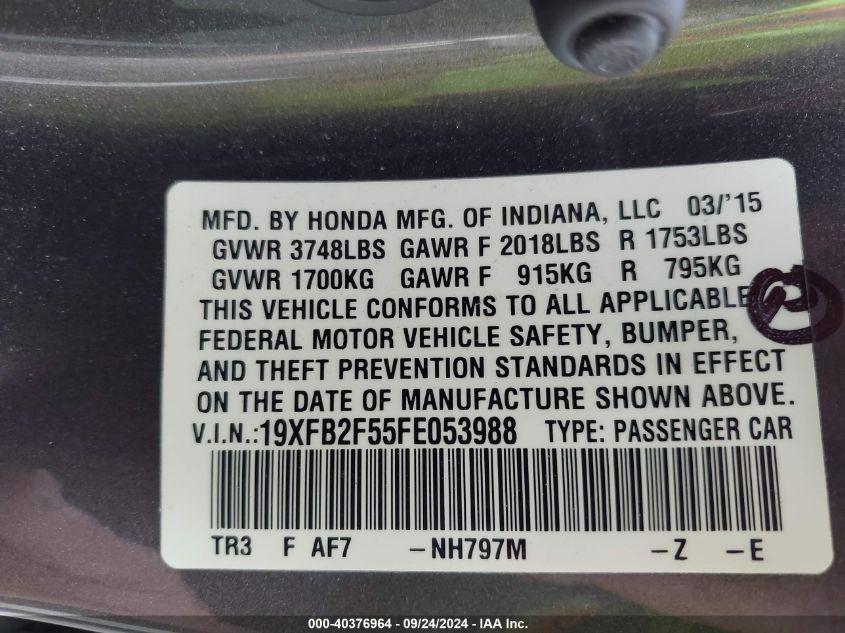 MFD. BY HONDA MFG. OF INDIANA, LLC 03/'15
GVWR 3748LBS GAWR F 2018LBS R 1753LBS
GVWR 1700KG GAWR F 915KG R 795KG
THIS VEHICLE CONFORMS TO ALL APPLICABLE
FEDERAL MOTOR VEHICLE SAFETY, BUMPER,
AND THEFT PREVENTION STANDARDS IN EFFECT
ON THE DATE OF MANUFACTURE SHOWN ABOVE.
V.I.N.:19XFB2F55FE053988 TYPE: PASSENGER CAR
TR3 F AF7 -NH797M -Z -E
000-40376964 / 09/24/2024 - IAA Inc.